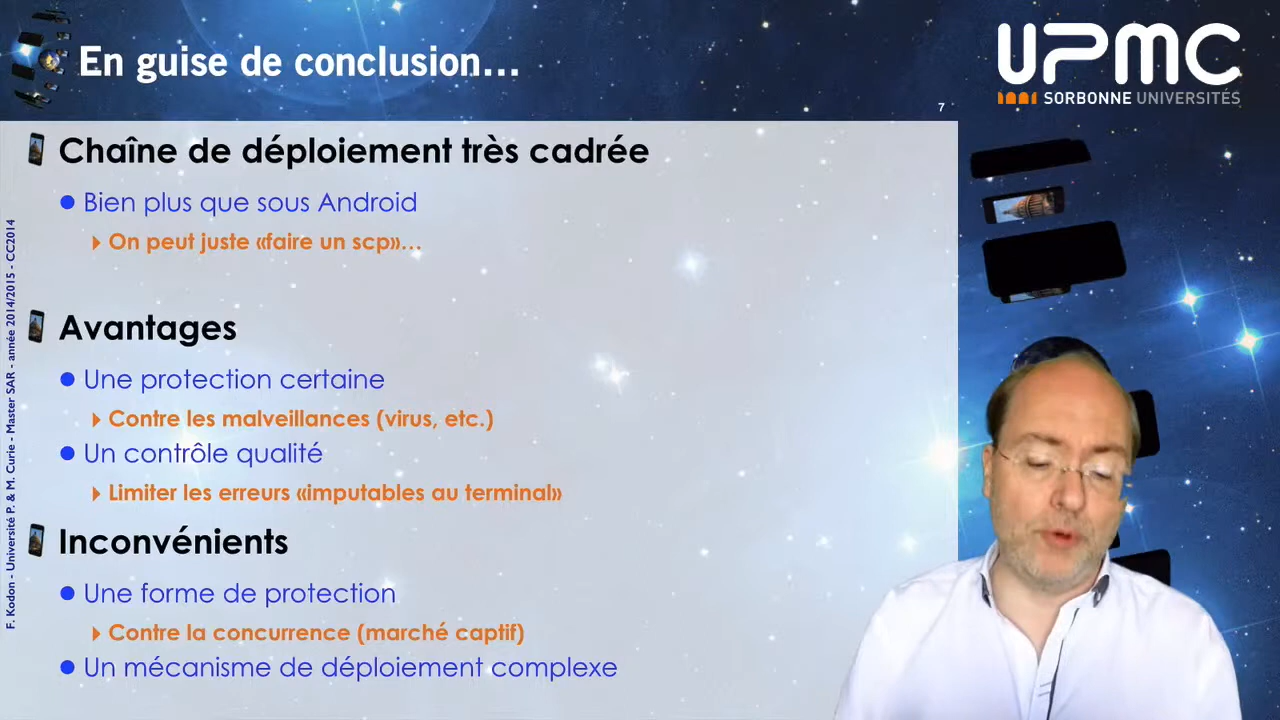 En guise de conclusion...
UPMC
SORBONNE UNIVERSITÉS
7
Chaîne de déploiement très cadrée
Bien plus que sous Android
On peut juste «faire un scp»...
Avantages
Une protection certaine
Contre les malveillances (virus, etc.)
Un contrôle qualité
Limiter les erreurs «imputables au terminal»
Inconvénients
Une forme de protection
Contre la concurrence (marché captif)
Un mécanisme de déploiement complexe
F. Kodon - Université P. & M. Curie - Master SAR - année 2014/2015 - CC2014